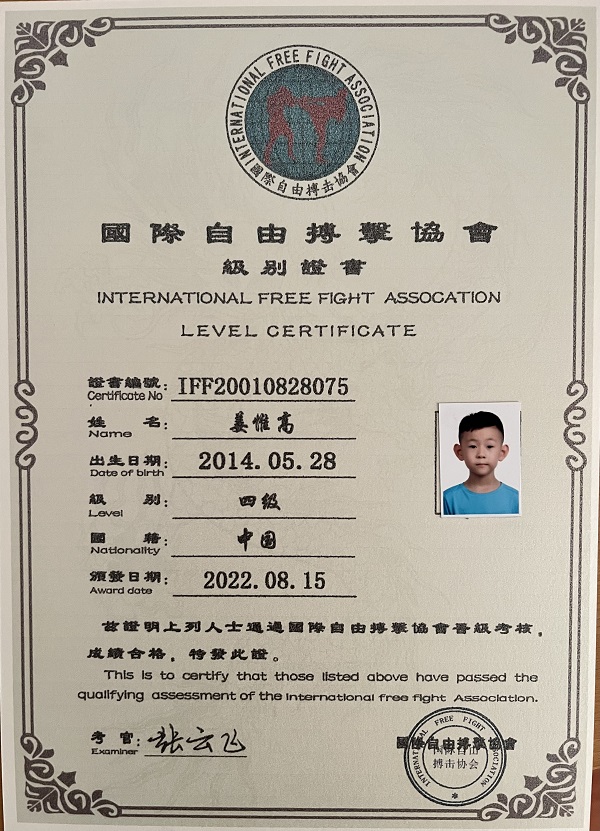 INTERNATIONAL FREE FIGHT ASSOCIATION
國際自由搏击協會
國際自由搏擊協會
級別證書
INTERNATIONAL FREE FIGHT ASSOCATION
LEVEL CERTIFICATE
證書編號: IFF20010828075
Certificate No
姓 名: 姜惟高
Name
出生日期: 2014.05.28
Date of birth
級 別: 四级
Level
國 籍: 中国
Nationality
頒發日期: 2022.08.15
Award date
茲證明上列人士通過國際自由搏擊協會晉級考核,
成績合格, 特發此證。
This is to certify that those listed above have passed the
qualifying assessment of the international free fight Association.
考 官: 张云飞
Examiner
國際自由搏擊協會
INTERNATIONAL FREE FIGHT ASSOCIATION
国际自由
搏击协会